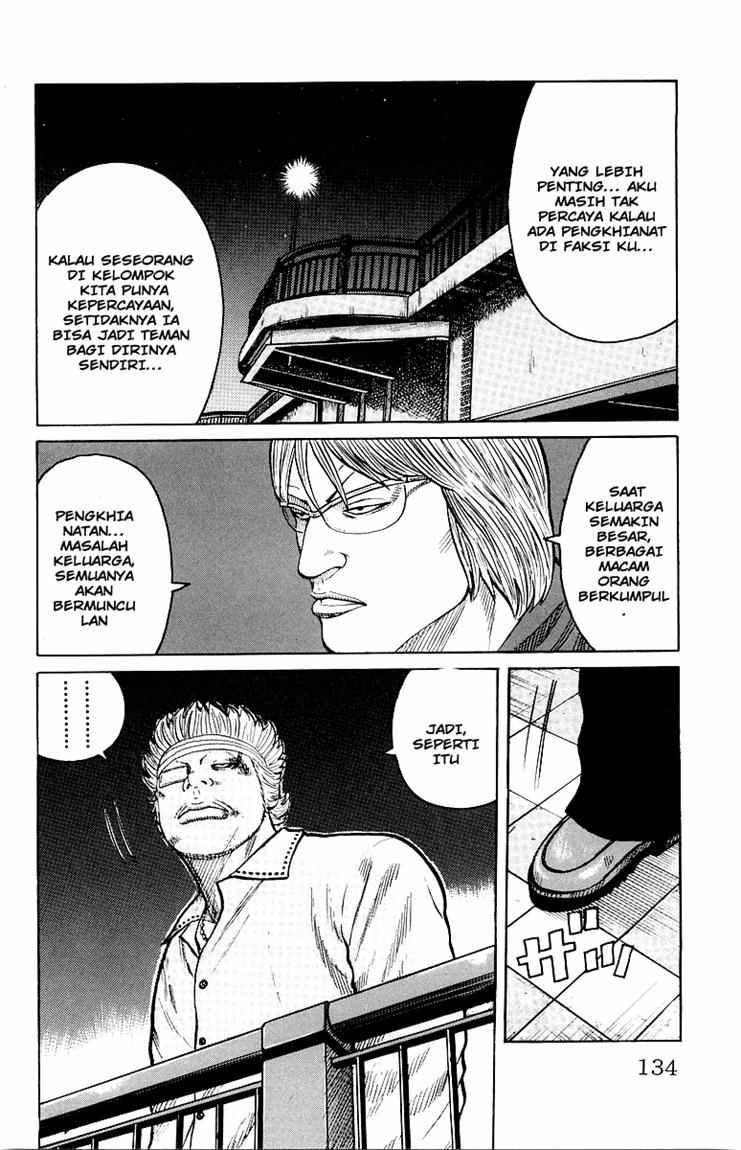 YANG LEBIH
PENTING... AKU
MASIH TAK
PERCAYA KALAU
ADA PENGKHIANAT
DI FAKSI KU...
KALAU SESEORANG
DI KELOMPOK
KITA PUNYA
KEPERCAYAAN,
SETIDAKNYA IA
BISA JADI TEMAN
BAGI DIRINYA
SENDIRI...
SAAT
KELUARGA
SEMAKIN
BESAR,
BERBAGAI
MACAM
ORANG
BERKUMPUL
.
PENGKHIA
NATAN...
MASALAH
KELUARGA,
SEMUANYA
AKAN
BERMUNCU
LAN
ザッ
JADI,
SEPERTI
ITU
......
......
134